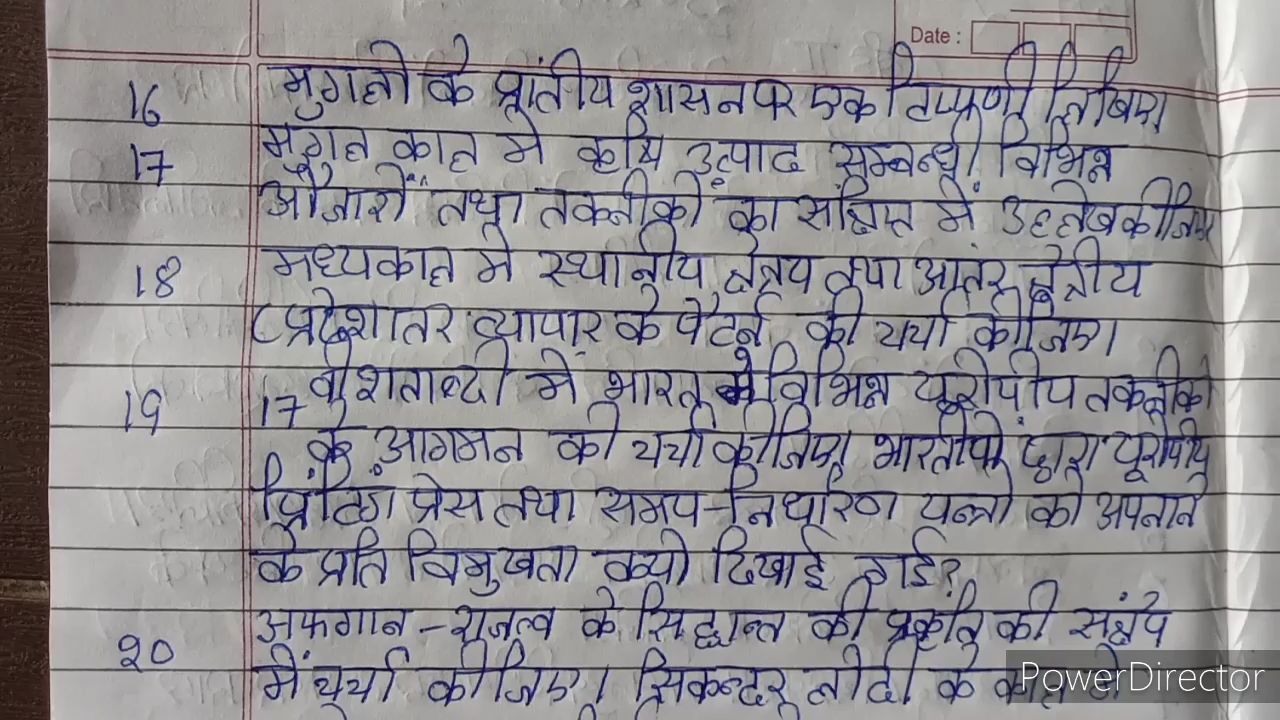 Date :
16 मुगलो के प्रांतीय शासन पर एक टिप्पणी लिखिए।
17 मुगल काल मे कृषि उत्पाद सम्बन्धी विभिन्न
औजारों तथा तकनीकों का संक्षिप्त में उल्लेख कीजिए
18 मध्यकाल मे स्थानीय, क्षेत्रीय तथा आंतर क्षेत्रीय
(प्रदेशातर व्यापार के पैटर्न की चर्चा कीजिए।
19 17 वी शताब्दी में भारत मे विभिन्न यूरोपीय तकनीको
के आगमन की चर्चा कीजिए। भारतीयो द्वारा यूरोपीय
प्रिंटिंग प्रेस तथा समय-निर्धारण यन्त्रो को अपनाने
के प्रति विमुखता क्यो दिखाई गई?
20 अफगान - राजत्व के सिद्धान्त की प्रकृति की संक्षेप
में चर्चा कीजिए। सिकन्दर लोदी के
PowerDirector